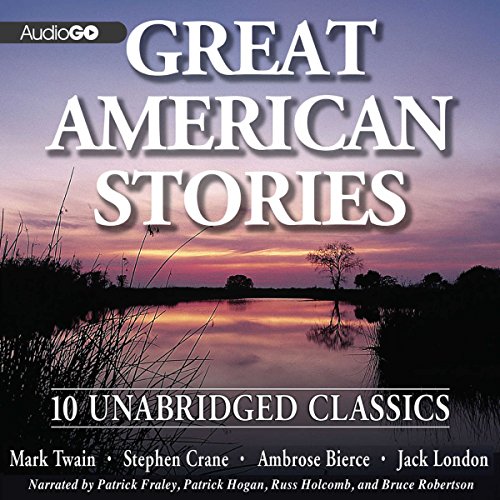 AudioGO
GREAT
AMERICAN
STORIES
10 UNABRIDGED CLASSICS
Mark Twain • Stephen Crane • Ambrose Bierce • Jack London
Narrated by Patrick Fraley, Patrick Hogan, Russ Holcomb, and Bruce Robertson